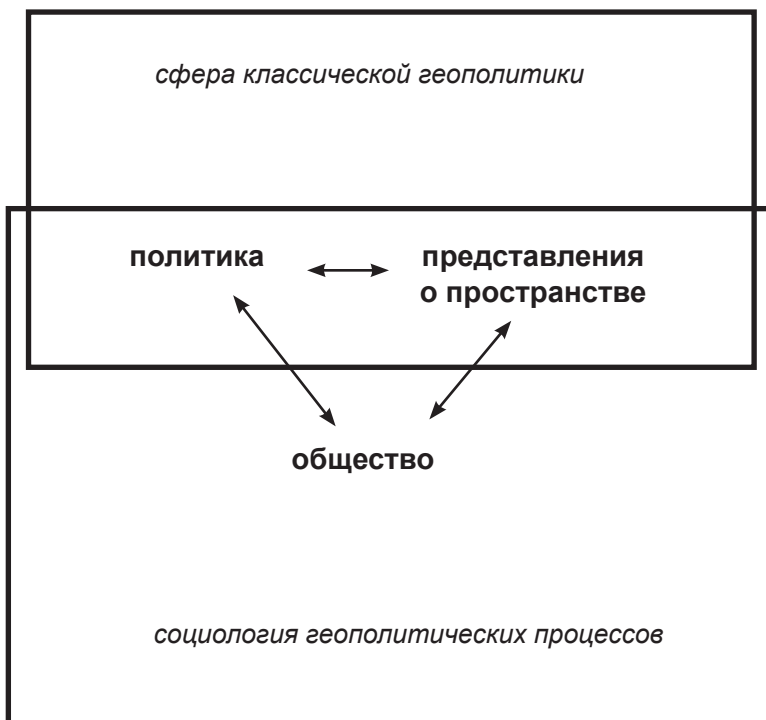 сфера классической геополитики
политика
представления
о пространстве
общество
социология геополитических процессов